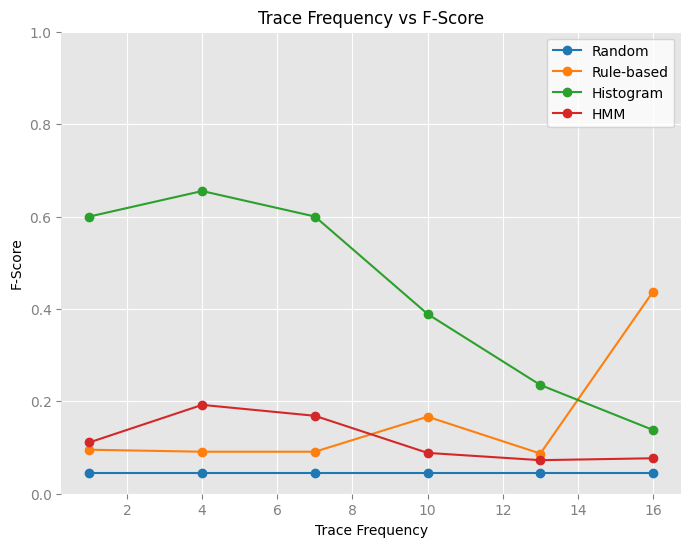 Trace Frequency vs F-Score
1.0
0.8
0.6
0.4
0.2
0.0
F-Score
Random
Rule-based
Histogram
HMM
2 4 6 8 10 12 14 16
Trace Frequency